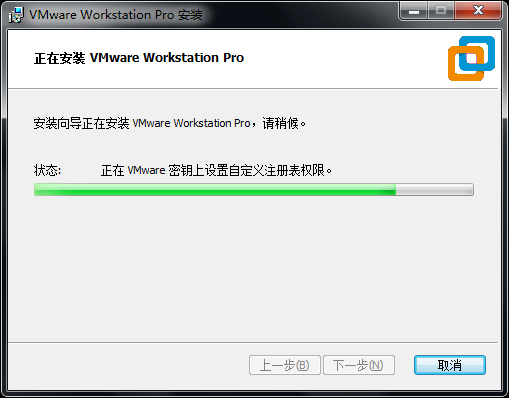 VMware Workstation Pro 安装
正在安装 VMware Workstation Pro
安装向导正在安装 VMware Workstation Pro，请稍候。
状态: 正在 VMware 密钥上设置自定义注册表权限。
上一步(B) 下一步(N) 取消